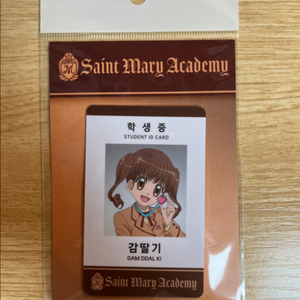 Saint Mary Academy
학생증
STUDENT ID CARD
감딸기
GAM DDAL KI
Saint Mary Academy